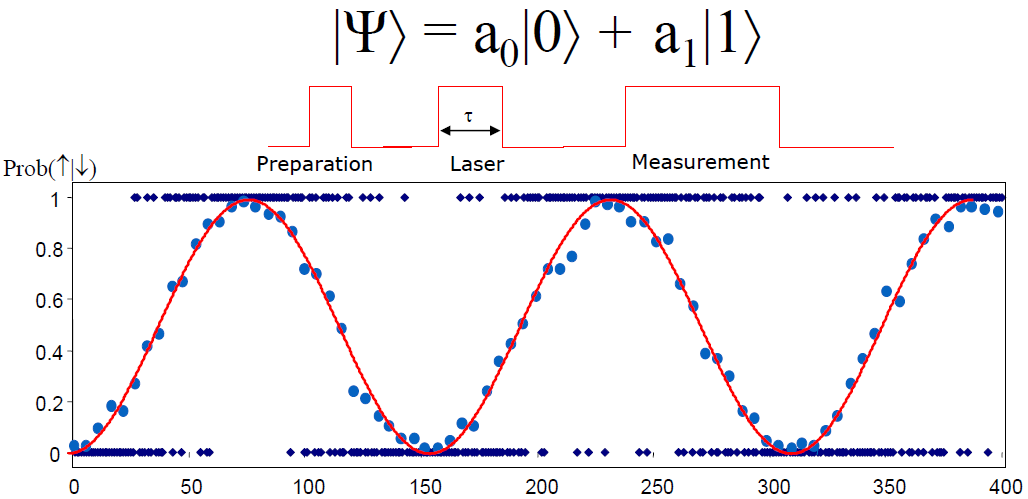 |Ψ⟩ = a₀|0⟩ + a₁|1⟩
τ
Preparation Laser Measurement
Prob(↑|↓)
1
0.8
0.6
0.4
0.2
0
0 50 100 150 200 250 300 350 400